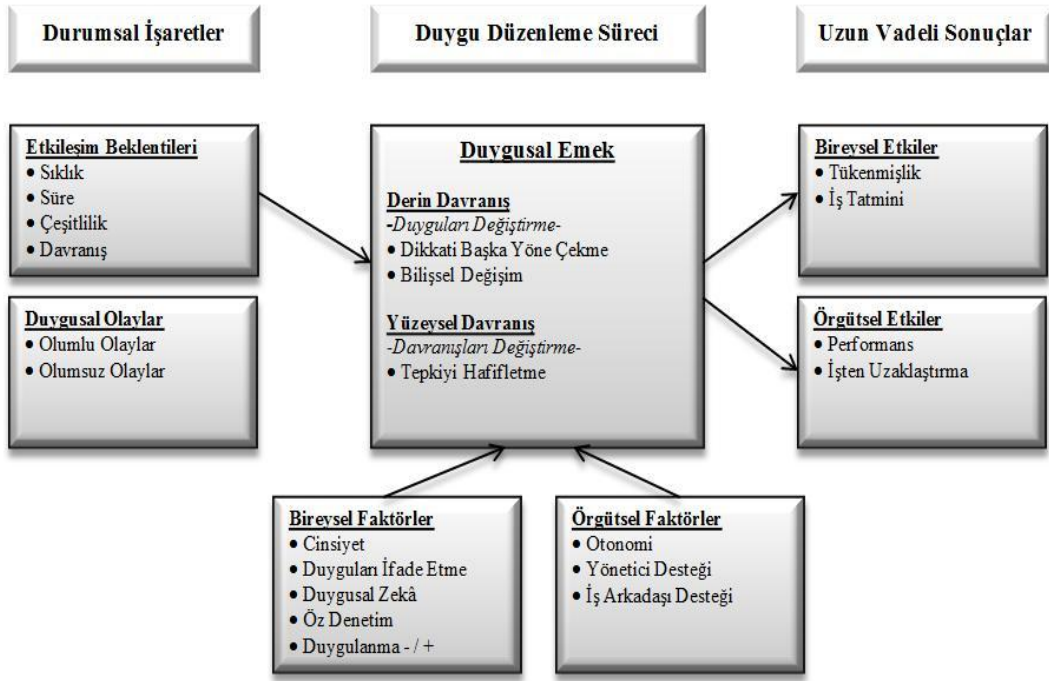 Durumsal İşaretler
Duygu Düzenleme Süreci
Uzun Vadeli Sonuçlar
Etkileşim Beklentileri
• Sıklık
• Süre
• Çeşitlilik
• Davranış
Duygusal Olaylar
• Olumlu Olaylar
• Olumsuz Olaylar
Duygusal Emek
Derin Davranış
-Duyguları Değiştirme-
• Dikkati Başka Yöne Çekme
• Bilişsel Değişim
Yüzeysel Davranış
-Davranışları Değiştirme-
• Tepkiyi Hafifletme
Bireysel Etkiler
• Tükenmişlik
• İş Tatmini
Örgütsel Etkiler
• Performans
• İşten Uzaklaştırma
Bireysel Faktörler
• Cinsiyet
• Duyguları İfade Etme
• Duygusal Zekâ
• Öz Denetim
• Duygulanma - / +
Örgütsel Faktörler
• Otonomi
• Yönetici Desteği
• İş Arkadaşı Desteği